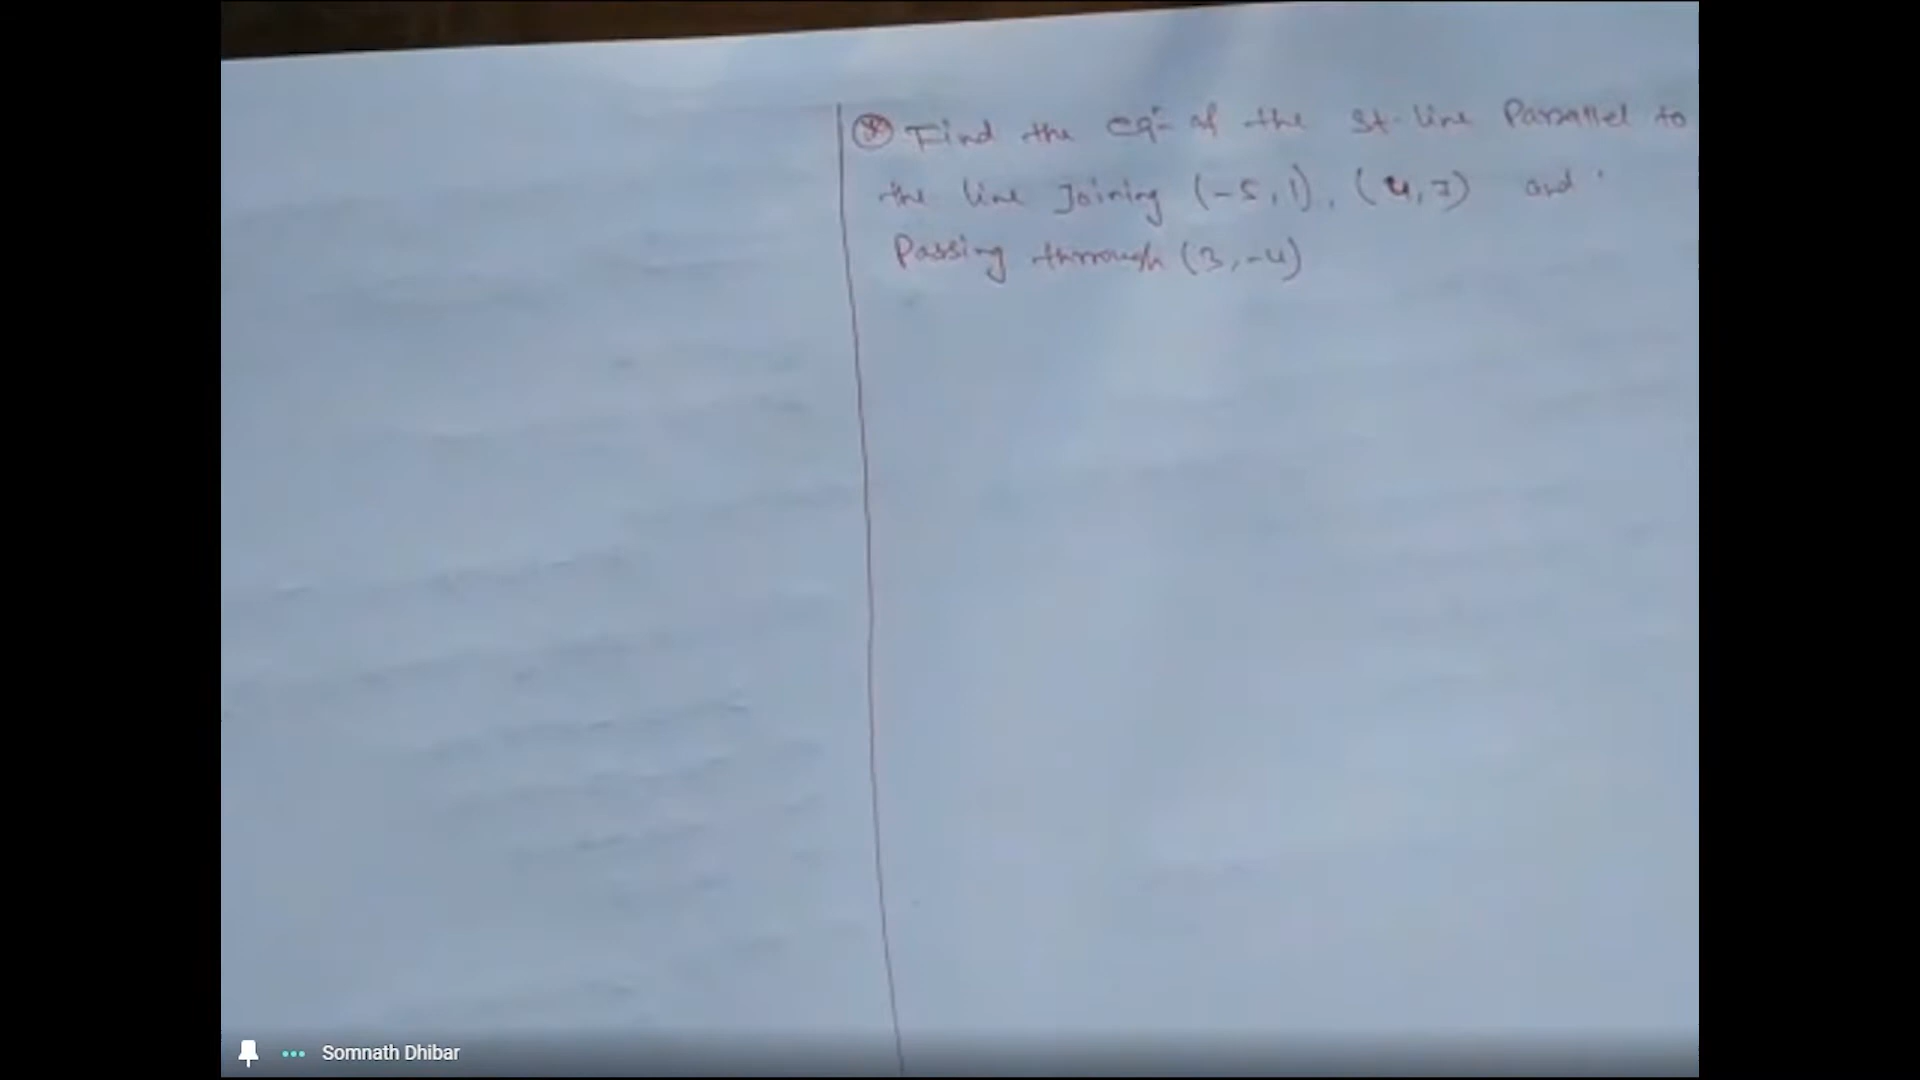 Find the eqn of the St-line Parallel to
the line Joining (-5, 1), (4, 7) and
Passing through (3, -4)
Somnath Dhibar